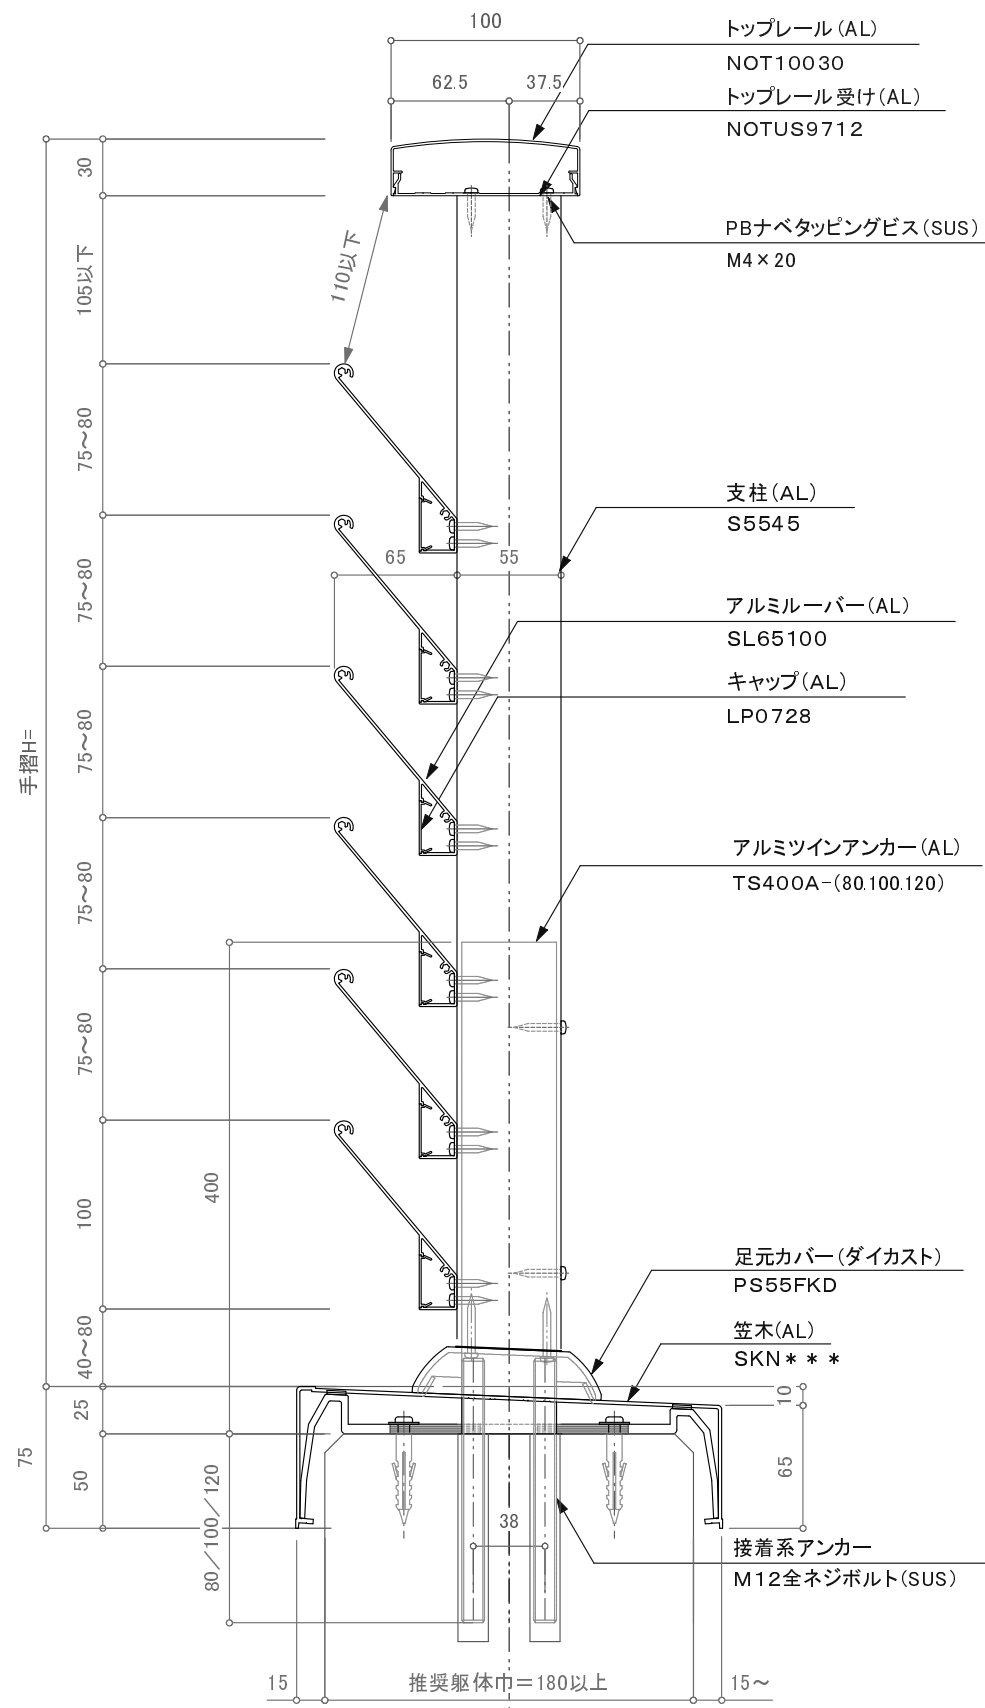 100
62.5
37.5
トップレール(AL)
NOT10030
トップレール受け(AL)
NOTUS9712
30
PBナベタッピングビス(SUS)
M4×20
105以下
110以下
75～80
支柱(AL)
S5545
65
55
75～80
アルミルーバー(AL)
SL65100
キャップ(AL)
LP0728
75～80
手摺H=
アルミツインアンカー(AL)
TS400A-(80.100.120)
75～80
75～80
400
100
足元カバー(ダイカスト)
PS55FKD
笠木(AL)
SKN＊＊＊
40～80
10
25
75
50
65
80／100／120
38
接着系アンカー
M12全ネジボルト(SUS)
15
推奨躯体巾＝180以上
15～